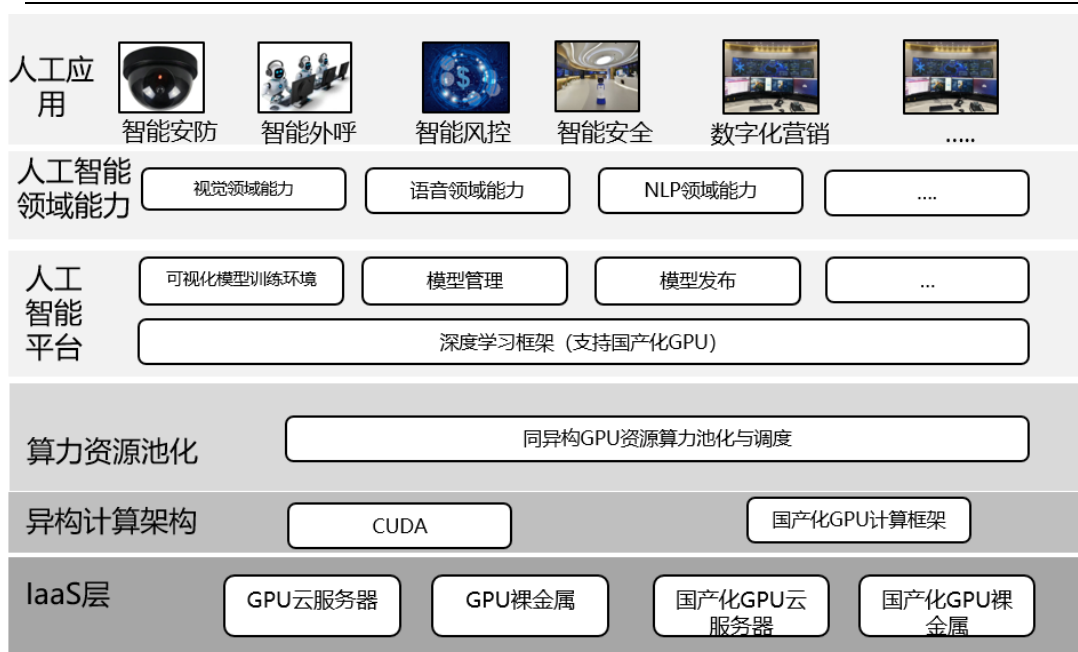 人工应
用
智能安防
智能外呼
智能风控
智能安全
数字化营销
.....
人工智能
领域能力
视觉领域能力
语音领域能力
NLP领域能力
....
人工
智能
平台
可视化模型训练环境
模型管理
模型发布
...
深度学习框架（支持国产化GPU）
算力资源池化
同异构GPU资源算力池化与调度
异构计算架构
CUDA
国产化GPU计算框架
IaaS层
GPU云服务器
GPU裸金属
国产化GPU云
服务器
国产化GPU裸
金属